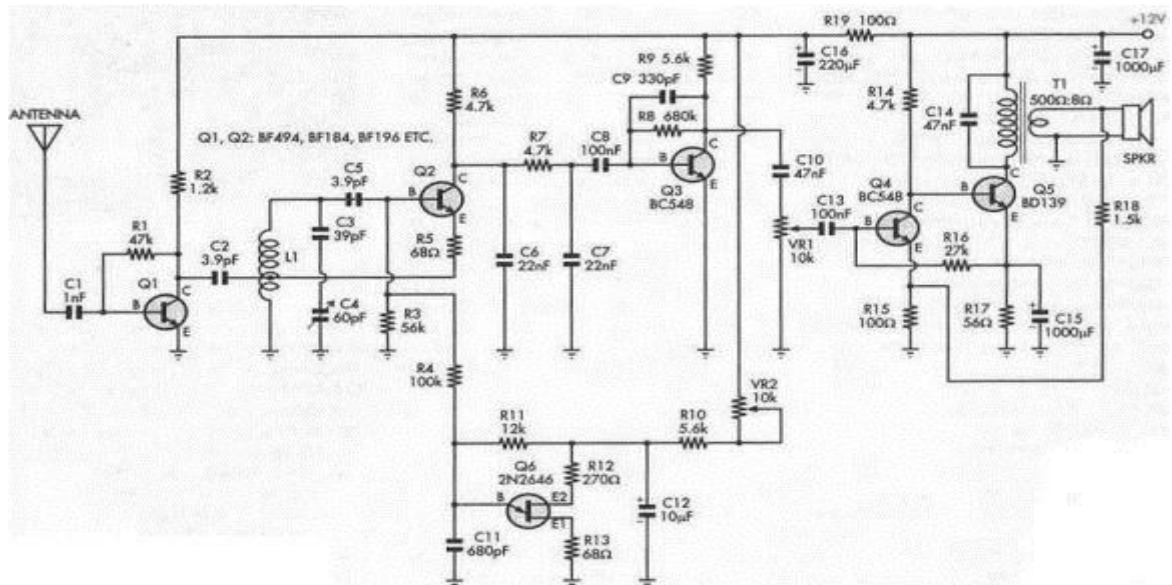 R19 100Ω
+12V
C16
220µF
C17
1000µF
R9 5.6k
C9 330pF
R6
4.7k
R14
4.7k
T1
500Ω:8Ω
C14
47nF
ANTENNA
Q1, Q2: BF494, BF184, BF196 ETC.
R8 680k
SPKR
R7
4.7k
C8
100nF
C5
3.9pF
Q2
B
C
E
R2
1.2k
B
C
E
Q3
BC548
C10
47nF
C13
100nF
Q4
BC548
B
C
E
B
C
E
Q5
BD139
R18
1.5k
R1
47k
C2
3.9pF
L1
C3
39pF
R5
68Ω
C6
22nF
C7
22nF
VR1
10k
R16
27k
C1
1nF
Q1
B
C
E
C4
60pF
R3
56k
R15
100Ω
R17
56Ω
C15
1000µF
R4
100k
VR2
10k
R11
12k
R10
5.6k
Q6
2N2646
R12
270Ω
B
E2
E1
C12
10µF
C11
680pF
R13
68Ω